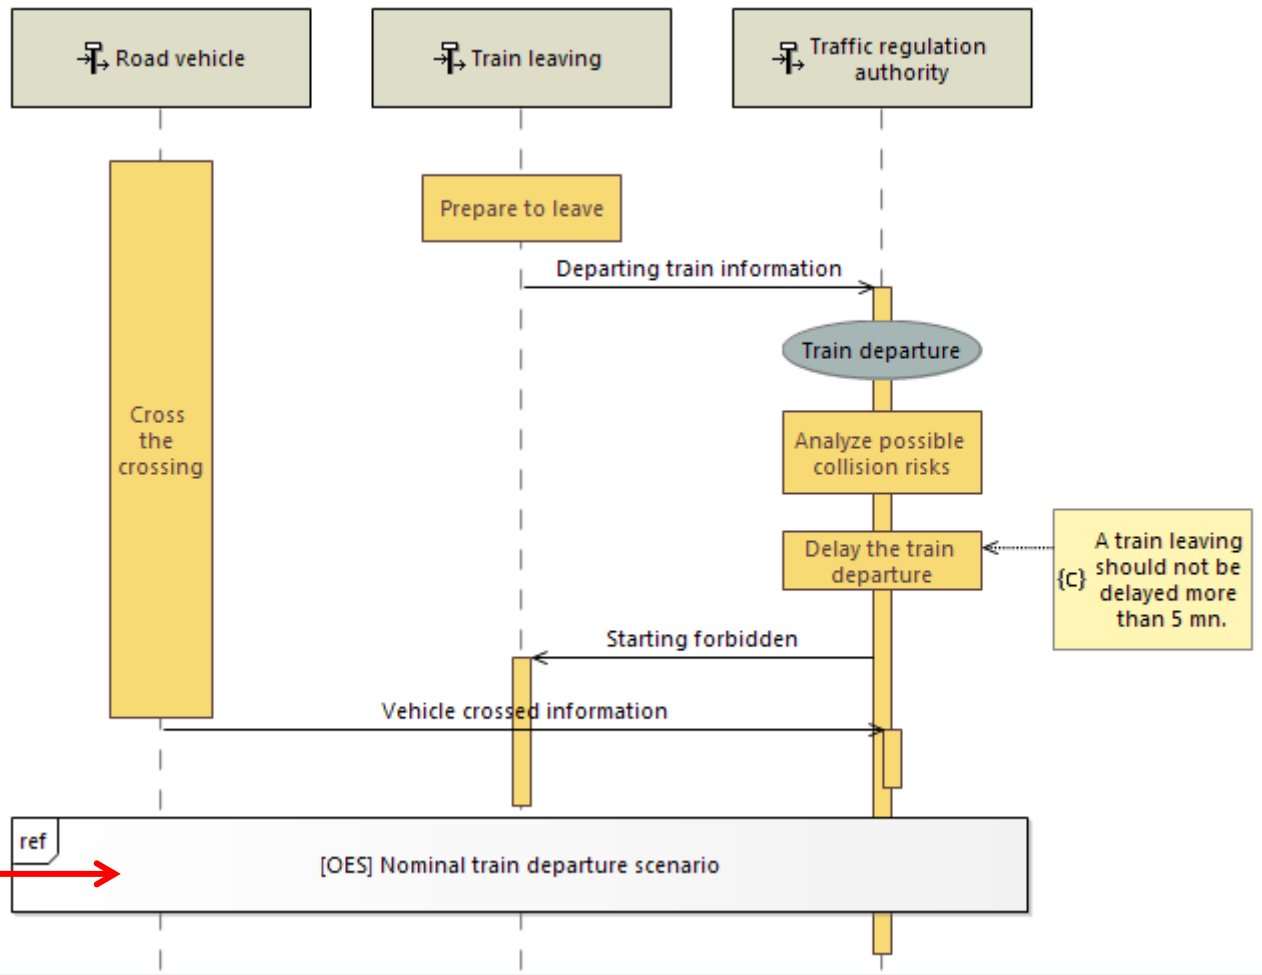 Road vehicle
Train leaving
Traffic regulation
authority
Prepare to leave
Departing train information
Train departure
Cross
the
crossing
Analyze possible
collision risks
Delay the train
departure
{c}
A train leaving
should not be
delayed more
than 5 mn.
Starting forbidden
Vehicle crossed information
ref
[OES] Nominal train departure scenario